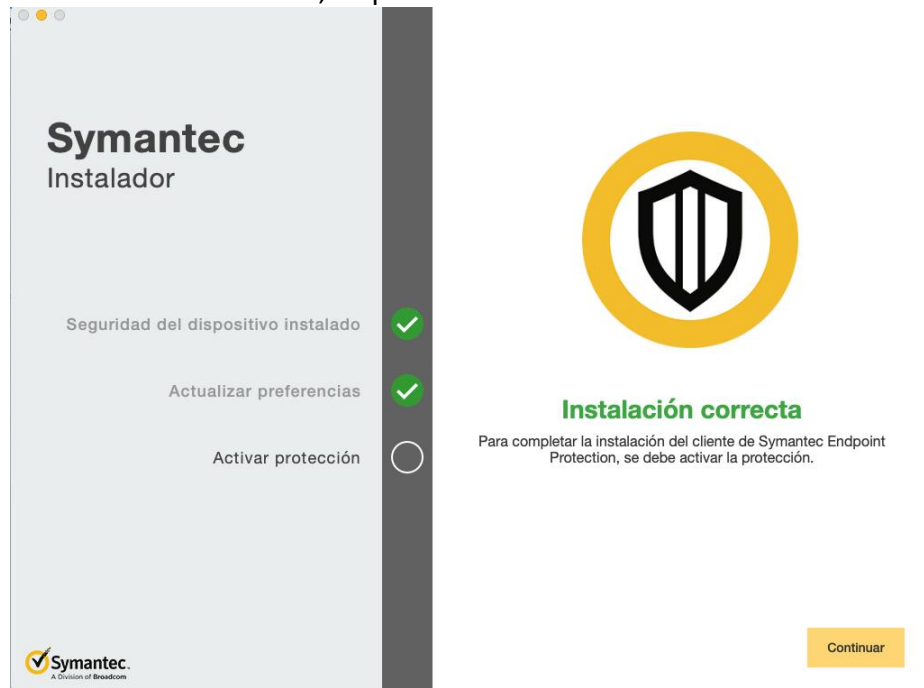 Symantec
Instalador
Seguridad del dispositivo instalado
Actualizar preferencias
Activar protección
Instalación correcta
Para completar la instalación del cliente de Symantec Endpoint
Protection, se debe activar la protección.
Continuar
Symantec.
A Division of Broadcom